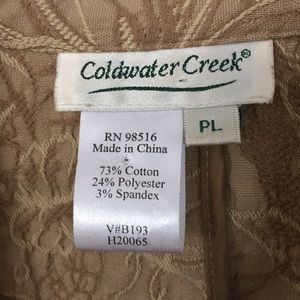 Coldwater Creek®
PL
RN 98516
Made in China
73% Cotton
24% Polyester
3% Spandex
V#B193
H20065